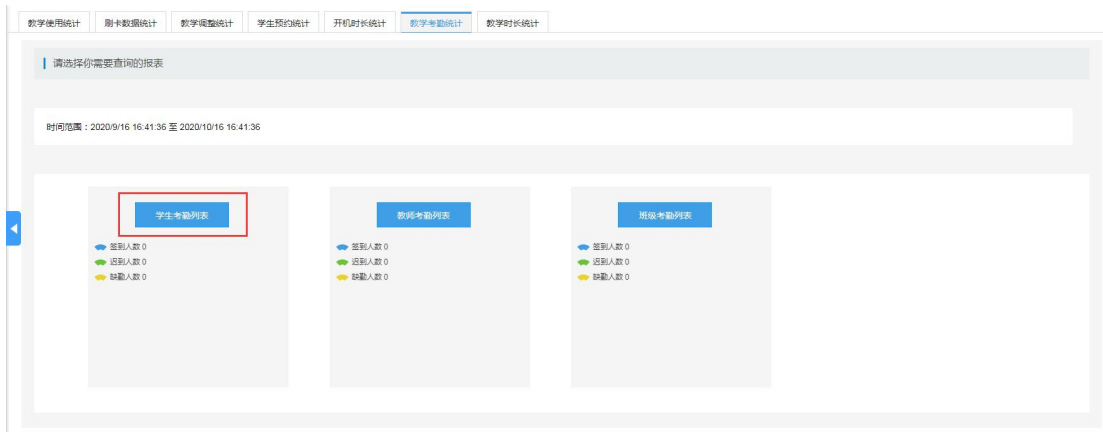 教学使用统计 刷卡数据统计 教学调整统计 学生预约统计 开机时长统计 教学考勤统计 教学时长统计
请选择你需要查询的报表
时间范围：2020/9/16 16:41:36 至 2020/10/16 16:41:36
学生考勤列表 教师考勤列表 班级考勤列表
签到人数 0 签到人数 0 签到人数 0
迟到人数 0 迟到人数 0 迟到人数 0
缺勤人数 0 缺勤人数 0 缺勤人数 0